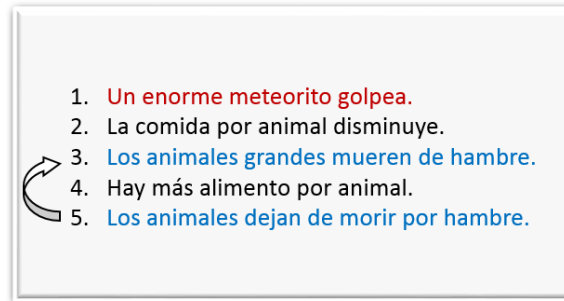 1. Un enorme meteorito golpea.
2. La comida por animal disminuye.
3. Los animales grandes mueren de hambre.
4. Hay más alimento por animal.
5. Los animales dejan de morir por hambre.